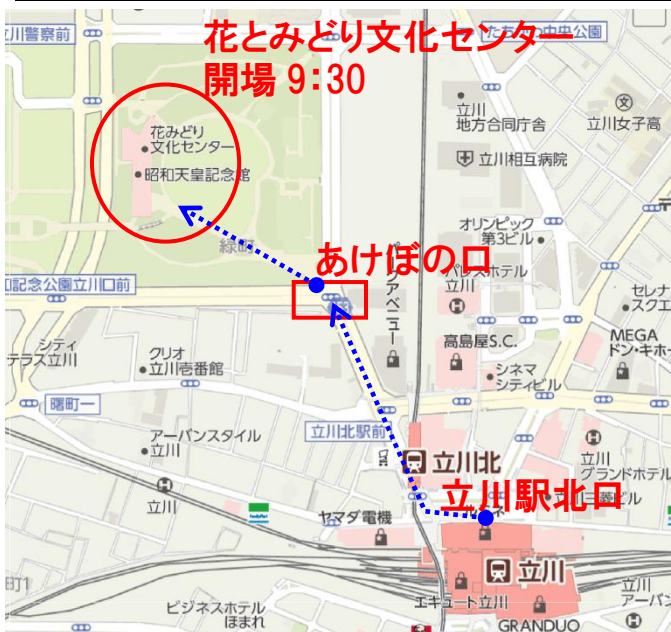 立川警察前
花とみどり文化センター
開場 9:30
中央公園
立川
地方合同庁舎
立川女子高
立川相互病院
花みどり
文化センター
昭和天皇記念館
オリンピック
第3ビル
緑町
あけぼの口
パレスホテル
立川
記念公園立川口前
セレナ
スクエ
高島屋S.C.
MEGA
ドン・キホー
シティ
テラス立川
クリオ
立川壱番館
シネマ
シティビル
曙町一
アーバンスタイル
立川
立川北駅前
立川北
立川
グランドホテル
立川駅北口
立川
ヤマダ電機
立川
エキュート立川
立川
アーバン
ビジネスホテル
ほまれ
GRANDUO